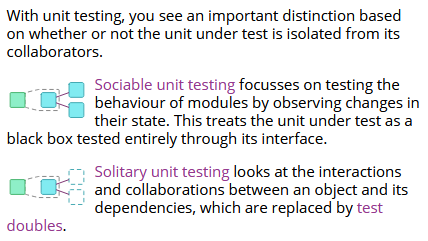 With unit testing, you see an important distinction based
on whether or not the unit under test is isolated from its
collaborators.
Sociable unit testing focusses on testing the
behaviour of modules by observing changes in
their state. This treats the unit under test as a
black box tested entirely through its interface.
Solitary unit testing looks at the interactions
and collaborations between an object and its
dependencies, which are replaced by test
doubles.